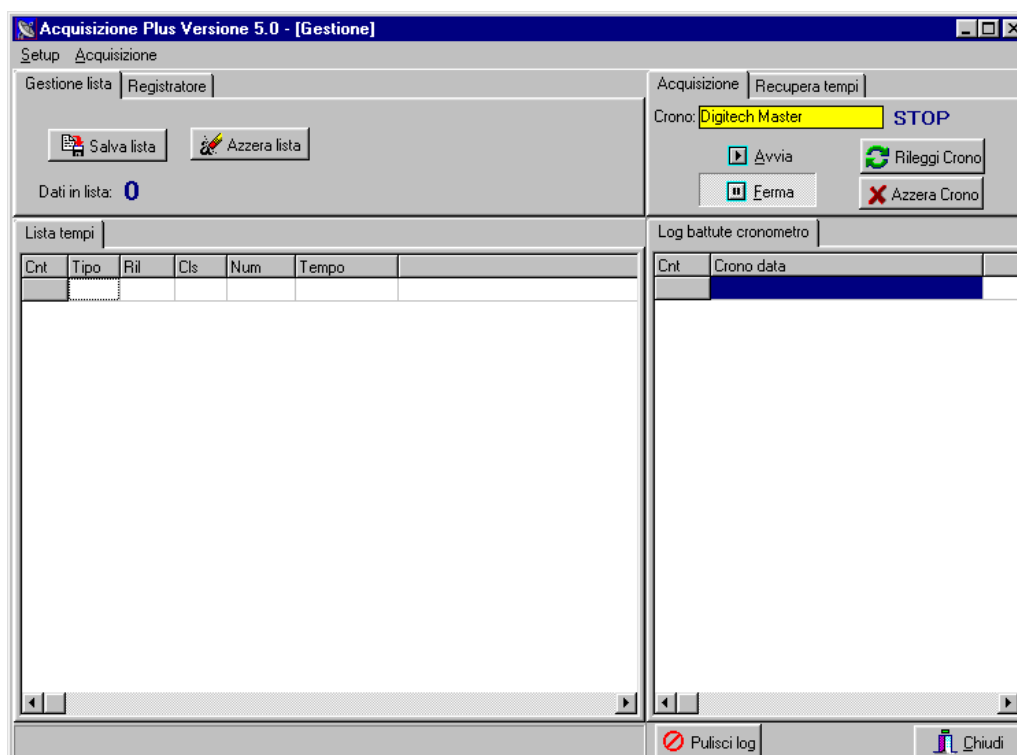 Acquisizione Plus Versione 5.0 - [Gestione]
Setup Acquisizione
Gestione lista Registratore
Salva lista Azzera lista
Dati in lista: 0
Acquisizione Recupera tempi
Crono: Digitech Master STOP
Avvia Rileggi Crono
Ferma Azzera Crono
Lista tempi
Cnt Tipo Ril Cls Num Tempo
Log battute cronometro
Cnt Crono data
Pulisci log Chiudi